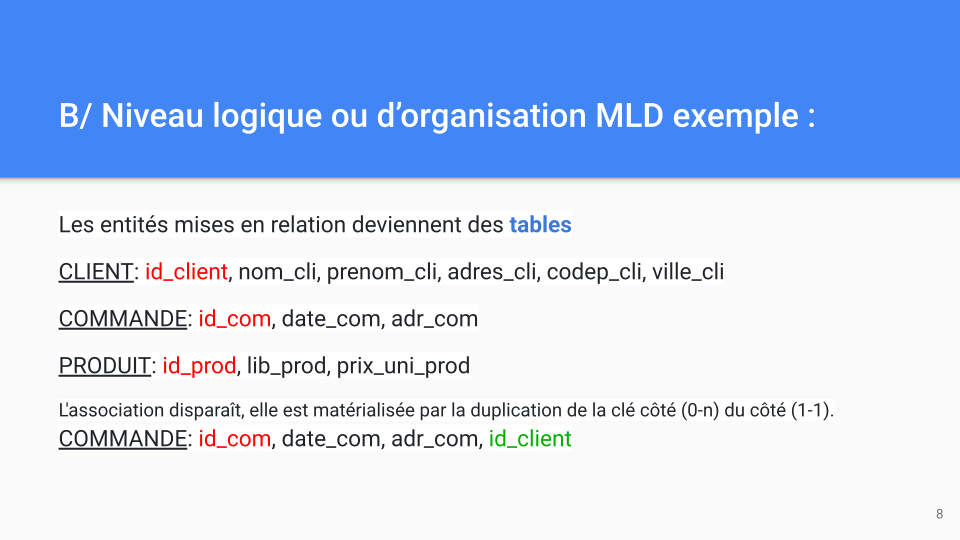 B/ Niveau logique ou d’organisation MLD exemple :
Les entités mises en relation deviennent des tables
CLIENT: id_client, nom_cli, prenom_cli, adres_cli, codep_cli, ville_cli
COMMANDE: id_com, date_com, adr_com
PRODUIT: id_prod, lib_prod, prix_uni_prod
L'association disparaît, elle est matérialisée par la duplication de la clé côté (0-n) du côté (1-1).
COMMANDE: id_com, date_com, adr_com, id_client
8